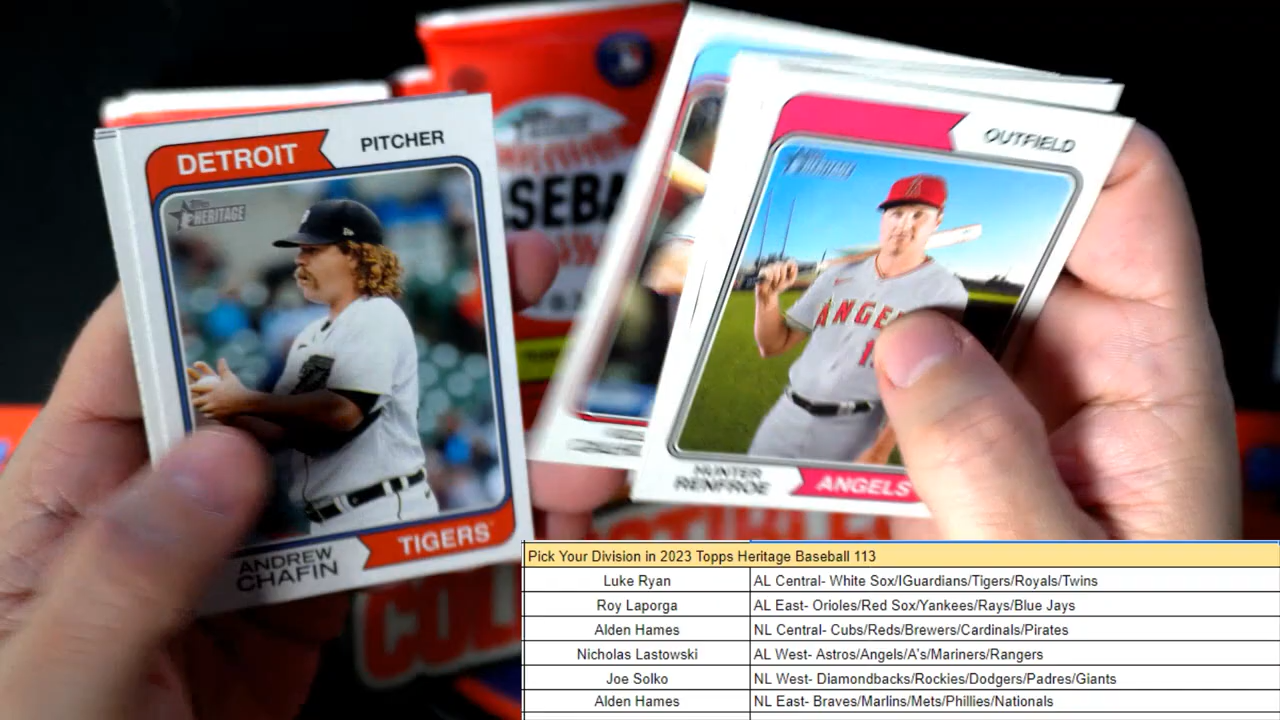 DETROIT
PITCHER
Topps
HERITAGE
ANDREW
CHAFIN
TIGERS
OUTFIELD
HERITAGE
ANGE
HUNTER
RENFROE
ANGELS
Pick Your Division in 2023 Topps Heritage Baseball 113
Luke Ryan AL Central- White Sox/IGuardians/Tigers/Royals/Twins
Roy Laporga AL East- Orioles/Red Sox/Yankees/Rays/Blue Jays
Alden Hames NL Central- Cubs/Reds/Brewers/Cardinals/Pirates
Nicholas Lastowski AL West- Astros/Angels/A's/Mariners/Rangers
Joe Solko NL West- Diamondbacks/Rockies/Dodgers/Padres/Giants
Alden Hames NL East- Braves/Marlins/Mets/Phillies/Nationals